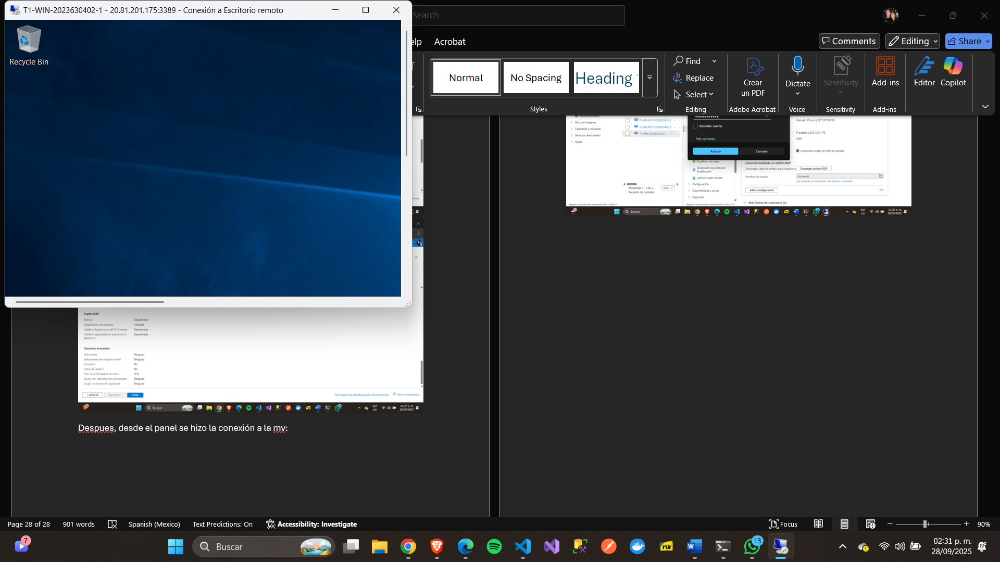 T1-WIN-2023630402-1 - 20.81.201.175:3389 - Conexión a Escritorio remoto
Recycle Bin
Search
elp
Acrobat
Comments
Editing
Share
Normal
No Spacing
Heading
Find
Replace
Select
Crear
un PDF
Dictate
Sensitivity
Add-ins
Editor
Copilot
Styles
Editing
Adobe Acrobat
Voice
Sensitivity
Add-ins
Discos e imágenes
Capacidad y ubicación
Servicios relacionados
Ayuda
T1-UBUNTU-2023630402-2
T1-UBUNTU-2023630402-3
T1-WIN-2023630402-1
Mostrando 1 - 3 de 3.
Recuento de pantallas:
auto
Recordar cuenta
Más opciones
Aceptar
Cancelar
Equilibrio de carga
Grupos de seguridad de
la aplicación
Administrador de red
Configuración
Disponibilidad y escala
Seguridad
Intervalo IP local | 187.207.0.0/16
IP pública | 20.81.201.175
3389
Comprobar reglas de NSG de entrada
Conexión mediante un archivo RDP
Descargar y abrir el archivo para conectarse
Descargar archivo RDP
Nombre de usuario
azureuser
¿Ha olvidado la contraseña? Restablecer contraseña
Editar configuración
Más formas de conectarse (4)
Buscar
ESP
US
02:30 p. m.
28/09/2025
Supervisión
Alertas Desactivado
Diagnósticos de arranque Activado
Habilitar diagnósticos del SO invitado Desactivado
Habilitar supervisión de estado de la Desactivado
aplicación
Opciones avanzadas
Extensiones Ninguno
Aplicaciones de máquina virtual Ninguno
Cloud-init No
Datos de usuario No
Tipo de controladora de disco SCSI
Grupo con ubicación por proximidad Ninguno
Grupo de reserva de capacidad Ninguno
< Anterior
Siguiente >
Crear
Descargar una plantilla para la automatización
Enviar comentarios
Buscar
ESP
US
02:27 p. m.
28/09/2025
Despues, desde el panel se hizo la conexión a la mv:
Page 28 of 28
901 words
Spanish (Mexico)
Text Predictions: On
Accessibility: Investigate
Focus
90%
7
Buscar
PDF
13
02:31 p. m.
28/09/2025